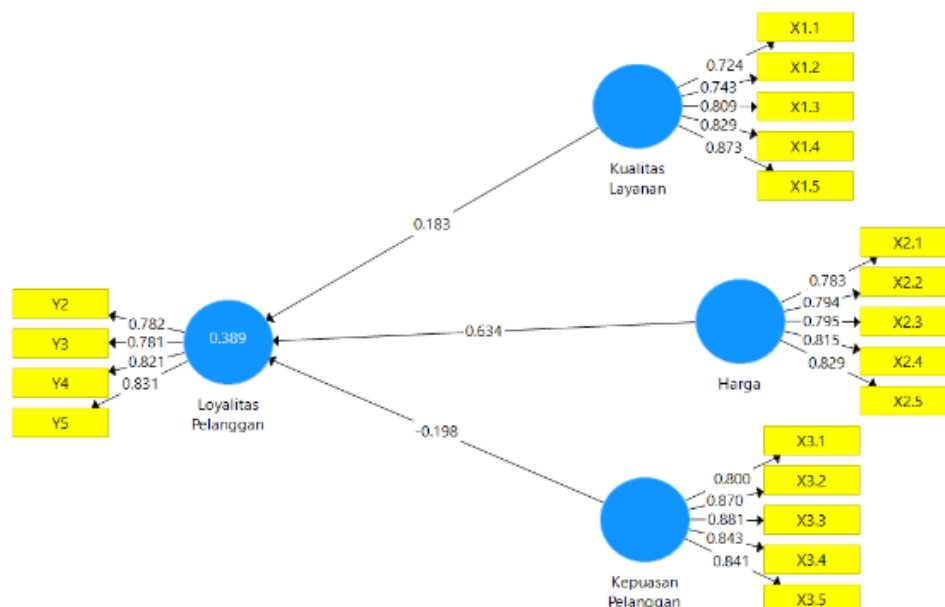 X1.1
0.724
X1.2
0.743
X1.3
0.809
0.829
X1.4
0.873
X1.5
Kualitas
Layanan
0.183
X2.1
0.783
X2.2
0.794
X2.3
0.795
0.815
X2.4
0.829
X2.5
Harga
0.634
Y2
0.782
Y3
0.781
0.821
Y4
0.831
Y5
0.389
Loyalitas
Pelanggan
-0.198
X3.1
0.800
X3.2
0.870
X3.3
0.881
0.843
X3.4
0.841
X3.5
Kepuasan
Pelanggan